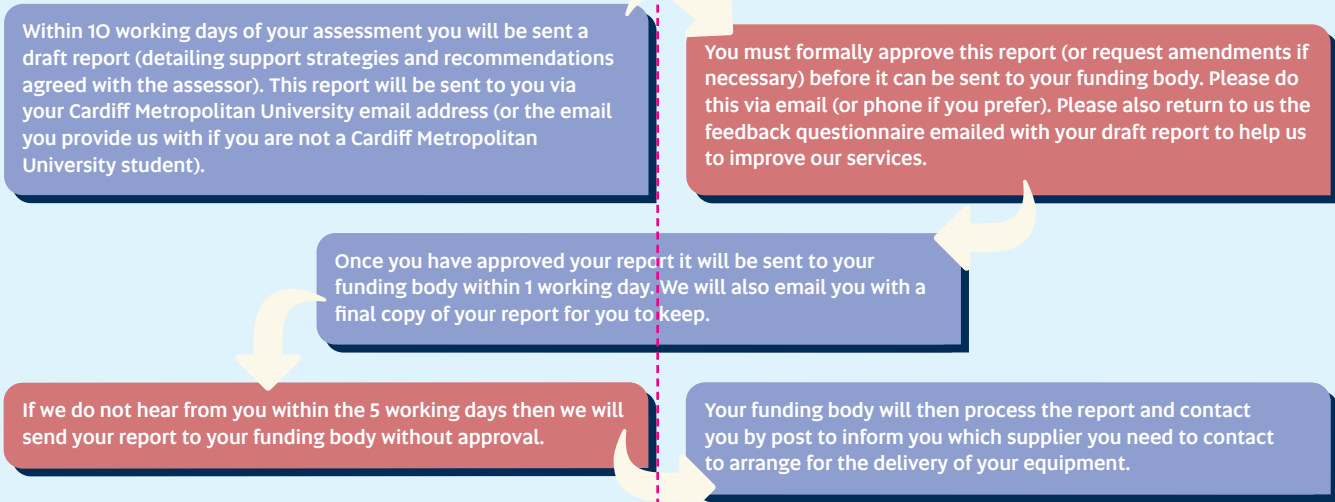 Within 10 working days of your assessment you will be sent a
draft report (detailing support strategies and recommendations
agreed with the assessor). This report will be sent to you via
your Cardiff Metropolitan University email address (or the email
you provide us with if you are not a Cardiff Metropolitan
University student).
You must formally approve this report (or request amendments if
necessary) before it can be sent to your funding body. Please do
this via email (or phone if you prefer). Please also return to us the
feedback questionnaire emailed with your draft report to help us
to improve our services.
Once you have approved your report it will be sent to your
funding body within 1 working day. We will also email you with a
final copy of your report for you to keep.
If we do not hear from you within the 5 working days then we will
send your report to your funding body without approval.
Your funding body will then process the report and contact
you by post to inform you which supplier you need to contact
to arrange for the delivery of your equipment.